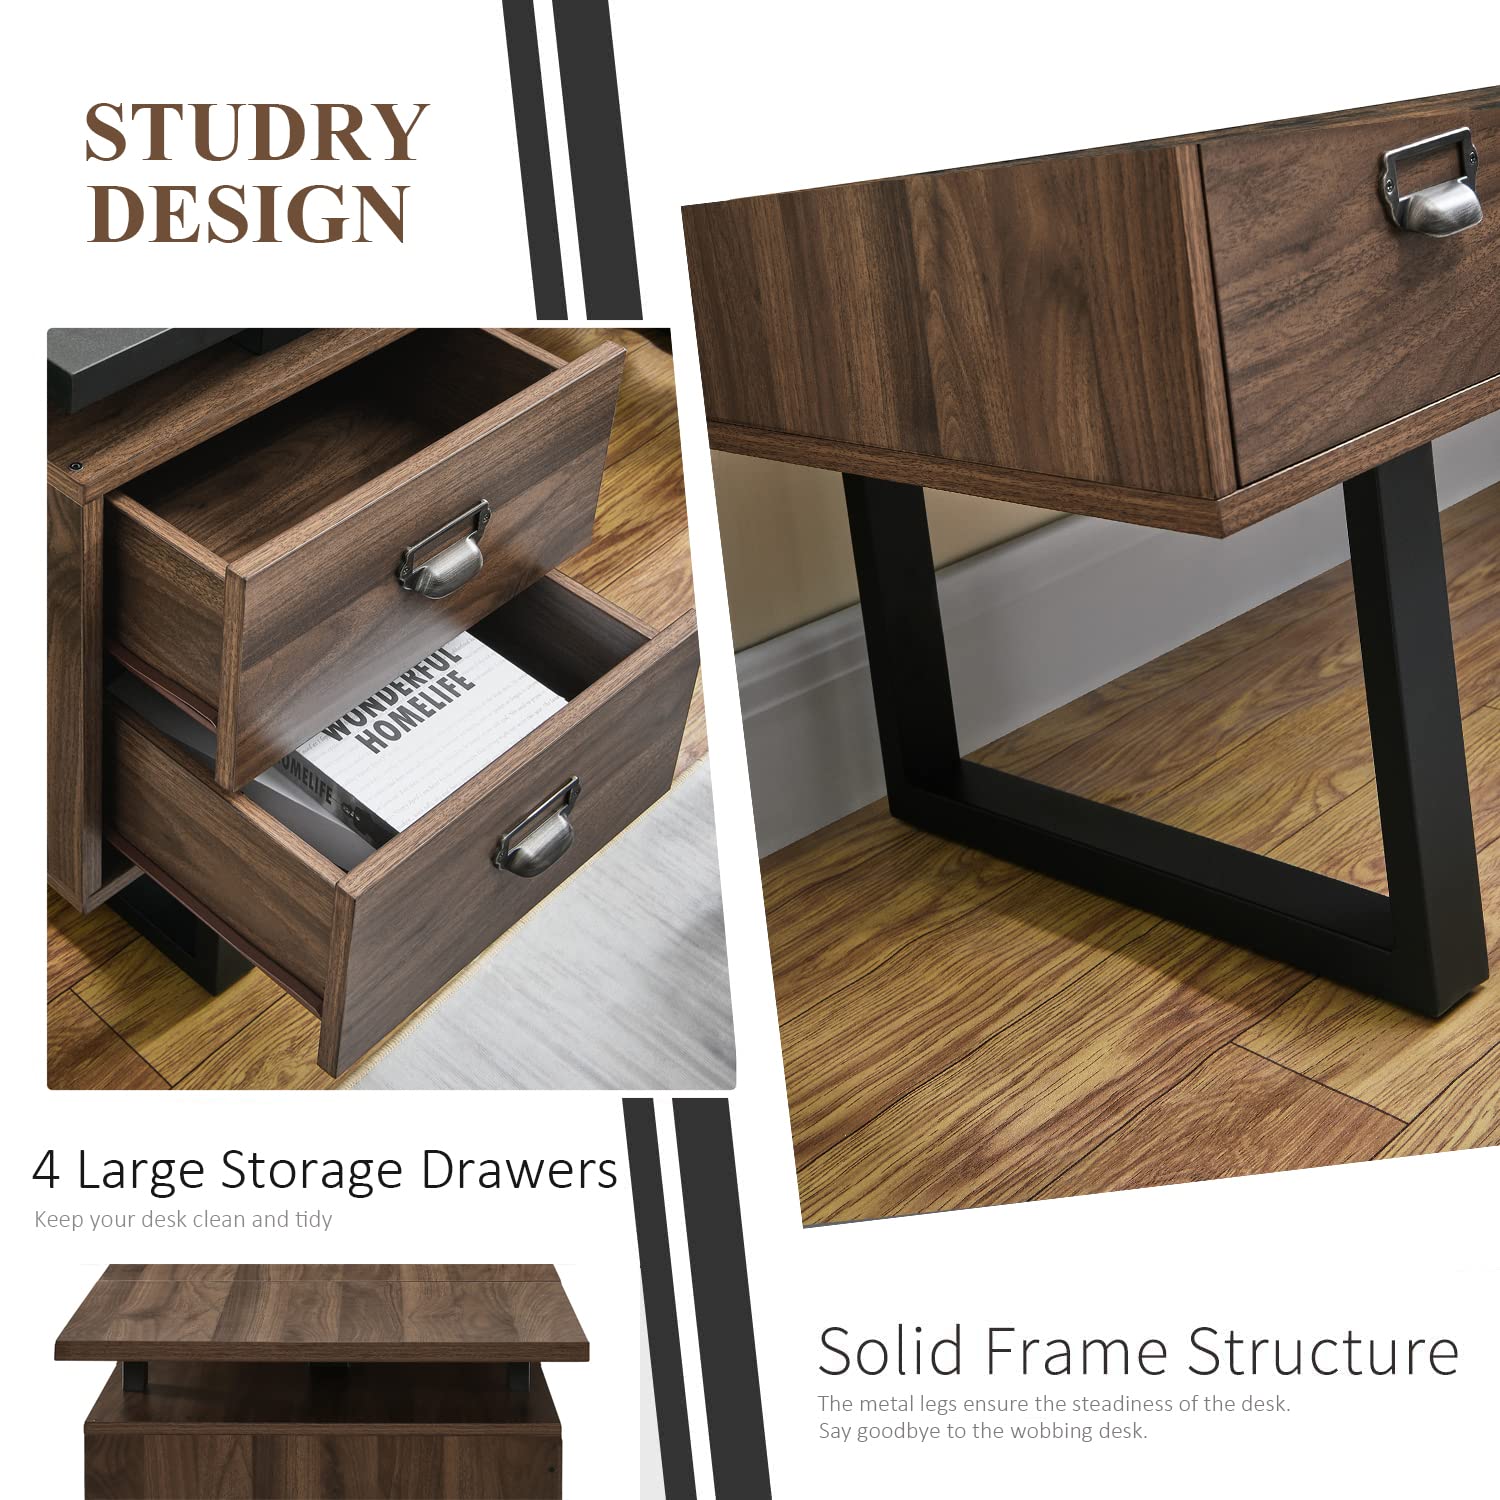 STUDRY
DESIGN
WONDERFUL
HOMELIFE
HOMELIFE
4 Large Storage Drawers
Keep your desk clean and tidy
Solid Frame Structure
The metal legs ensure the steadiness of the desk.
Say goodbye to the wobbing desk.